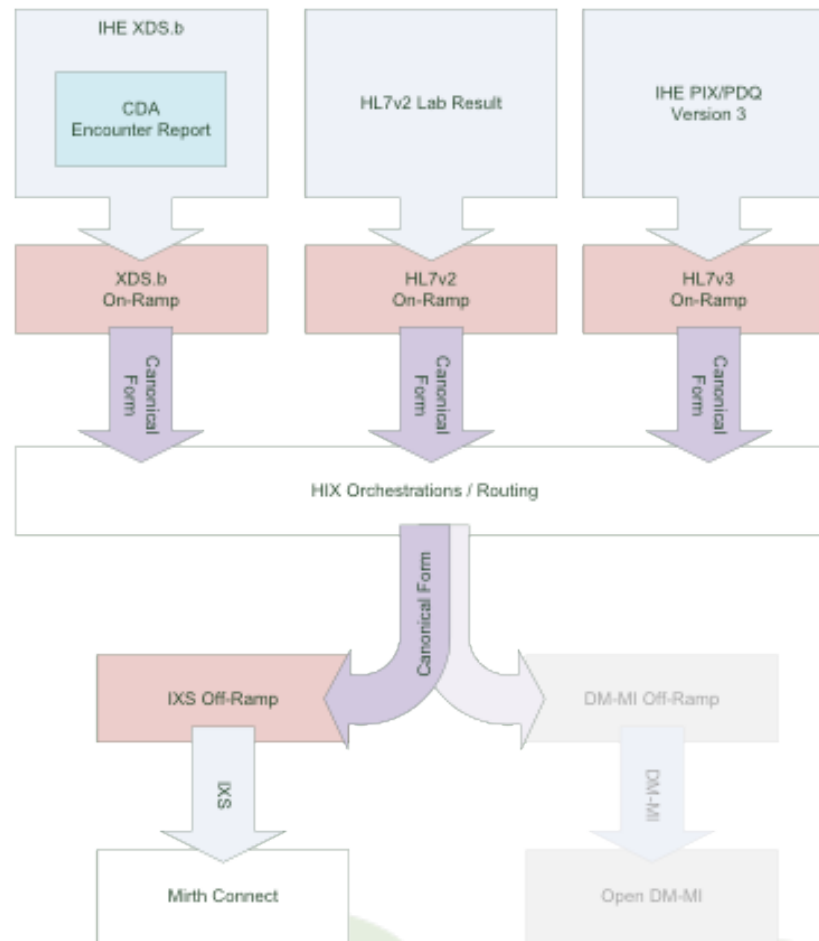 IHE XDS.b
CDA
Encounter Report
HL7v2 Lab Result
IHE PIX/PDQ
Version 3
XDS.b
On-Ramp
HL7v2
On-Ramp
HL7v3
On-Ramp
Canonical
Form
Canonical
Form
Canonical
Form
HIX Orchestrations / Routing
Canonical Form
IXS Off-Ramp
DM-MI Off-Ramp
IXS
DM-MI
Mirth Connect
Open DM-MI